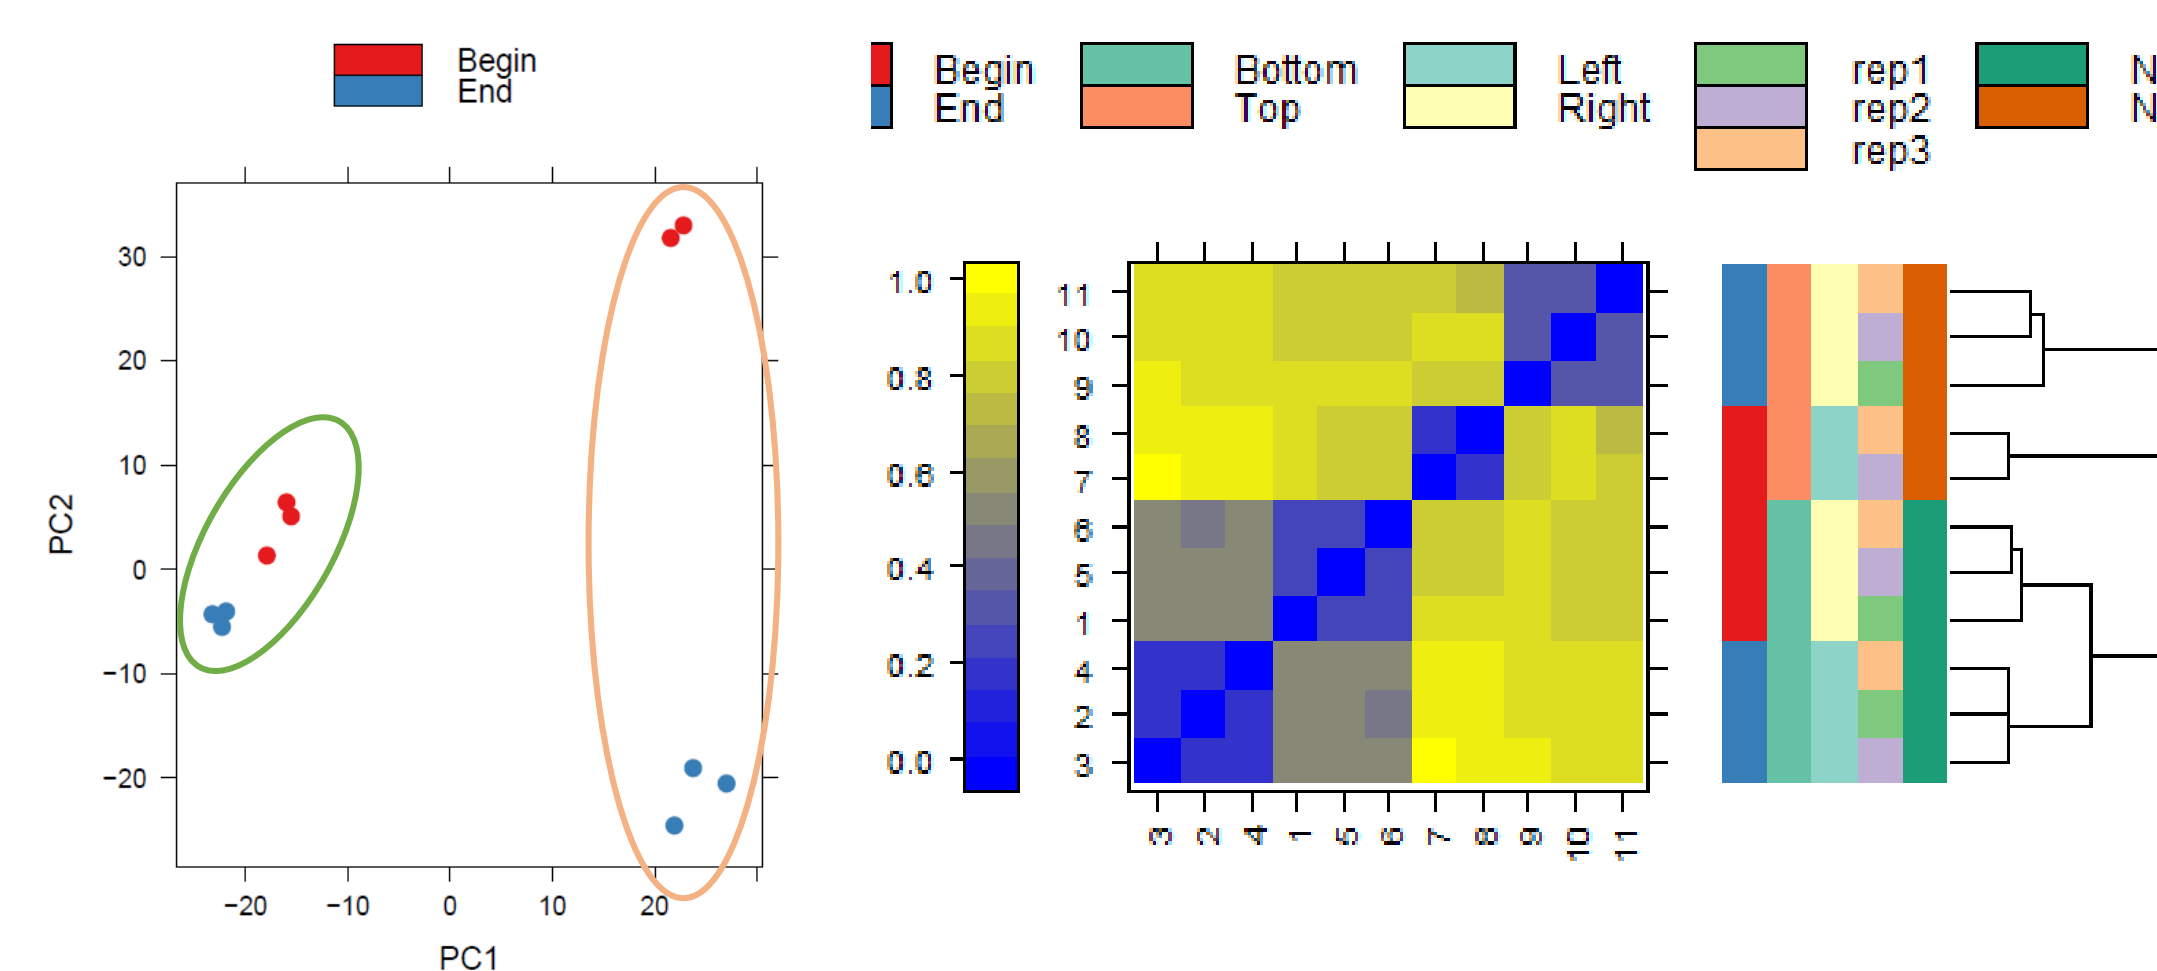 Begin
End
30
20
10
0
−10
−20
PC2
−20 −10 0 10 20
PC1
Begin Bottom Left rep1 N
End Top Right rep2 N
rep3
1.0
0.8
0.6
0.4
0.2
0.0
11
10
9
8
7
6
5
1
4
2
3
3 2 4 1 5 6 7 8 9 10 11